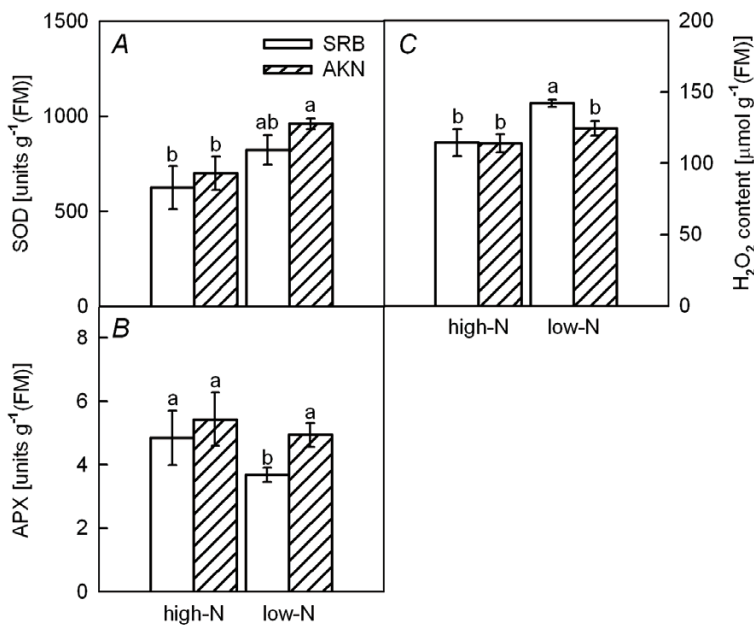 A
SRB
AKN
SOD [units g⁻¹(FM)]
1500
1000
500
0
b
b
ab
a
C
H₂O₂ content [μmol g⁻¹(FM)]
200
150
100
50
0
b
b
a
b
high-N low-N
B
APX [units g⁻¹(FM)]
8
6
4
2
0
a
a
b
a
high-N low-N